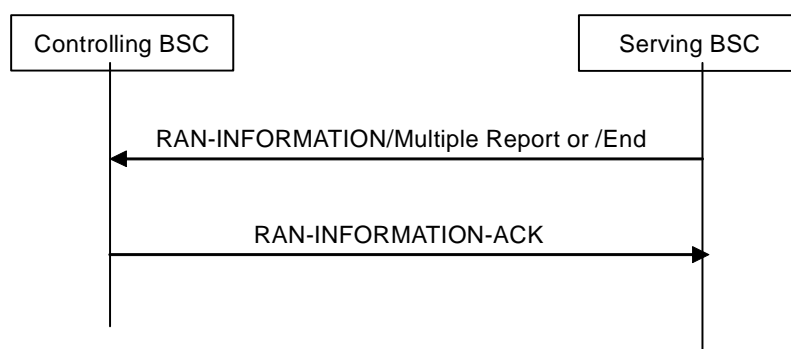 Controlling BSC
Serving BSC
RAN-INFORMATION/Multiple Report or /End
RAN-INFORMATION-ACK